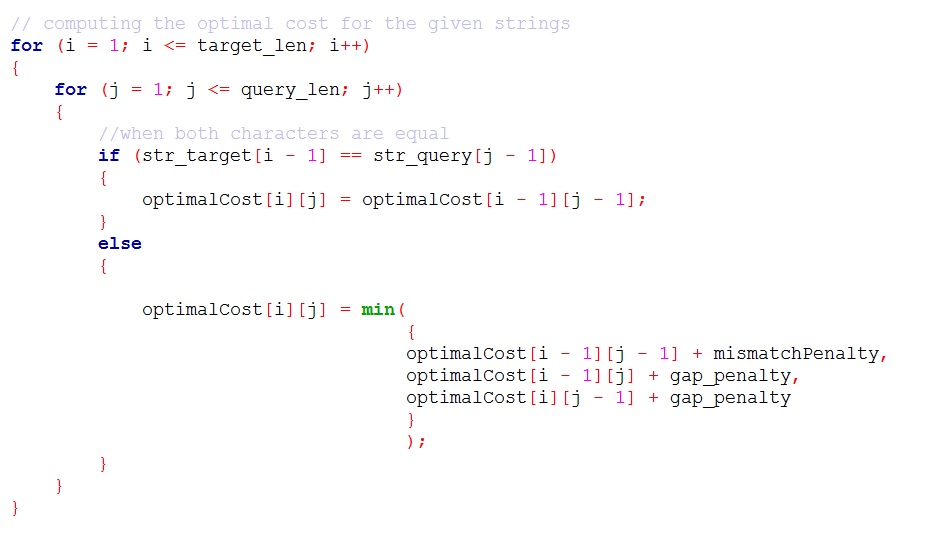 // computing the optimal cost for the given strings
for (i = 1; i <= target_len; i++)
{
    for (j = 1; j <= query_len; j++)
    {
        //when both characters are equal
        if (str_target[i - 1] == str_query[j - 1])
        {
            optimalCost[i][j] = optimalCost[i - 1][j - 1];
        }
        else
        {
            optimalCost[i][j] = min(
                                    {
                                    optimalCost[i - 1][j - 1] + mismatchPenalty,
                                    optimalCost[i - 1][j] + gap_penalty,
                                    optimalCost[i][j - 1] + gap_penalty
                                    }
                                    );
        }
    }
}